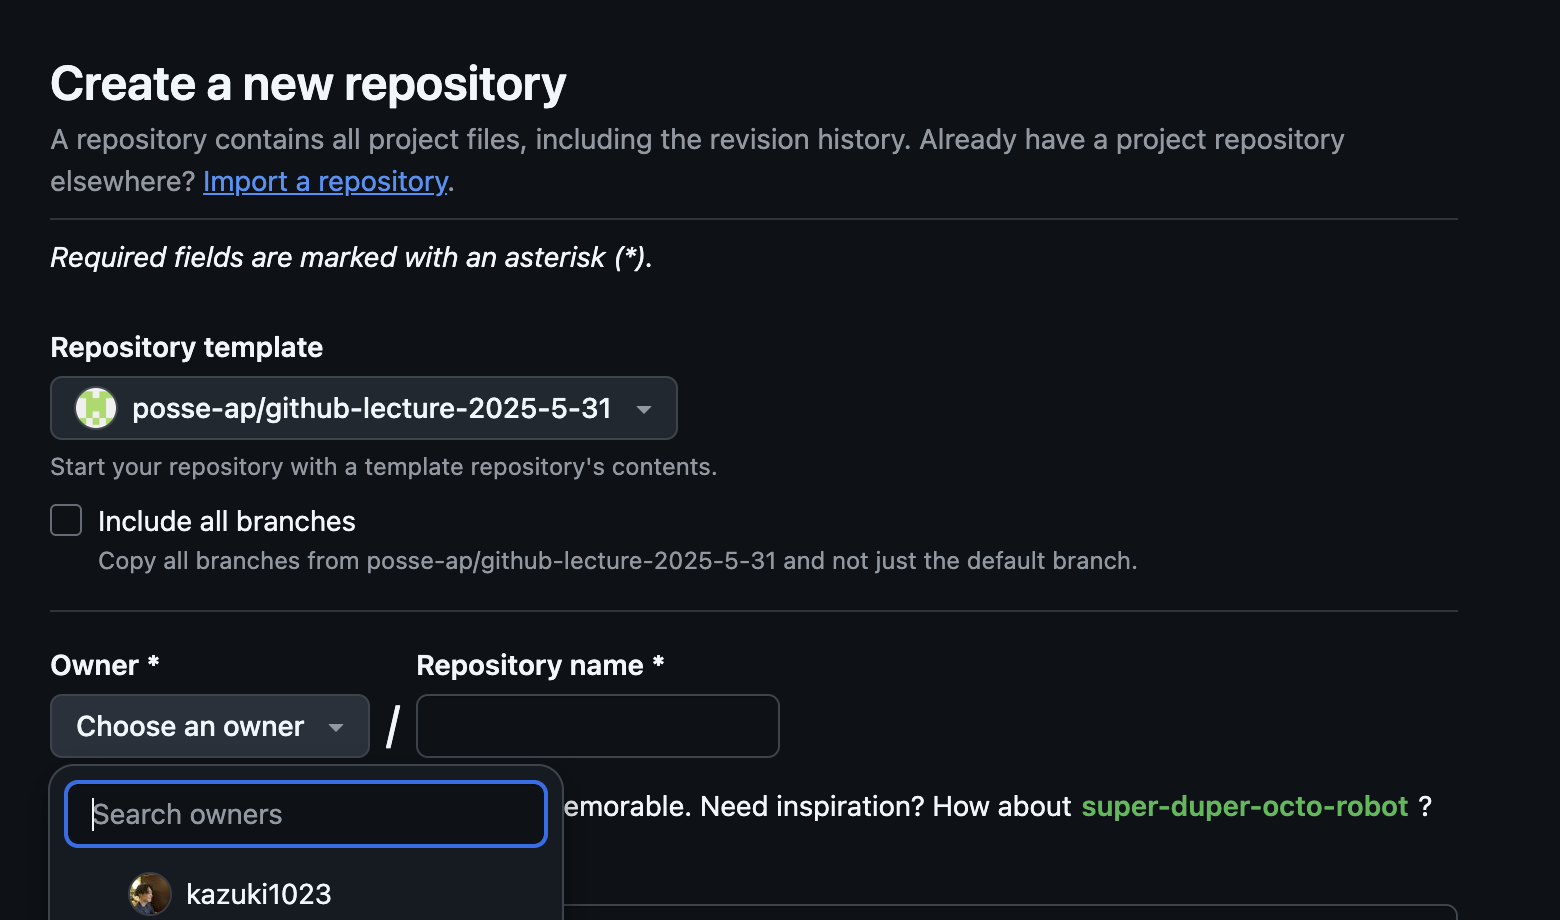 Create a new repository
A repository contains all project files, including the revision history. Already have a project repository
elsewhere? Import a repository.
Required fields are marked with an asterisk (*).
Repository template
posse-ap/github-lecture-2025-5-31
Start your repository with a template repository's contents.
Include all branches
Copy all branches from posse-ap/github-lecture-2025-5-31 and not just the default branch.
Owner * Repository name *
Choose an owner /
Search owners
emorable. Need inspiration? How about super-duper-octo-robot ?
kazuki1023